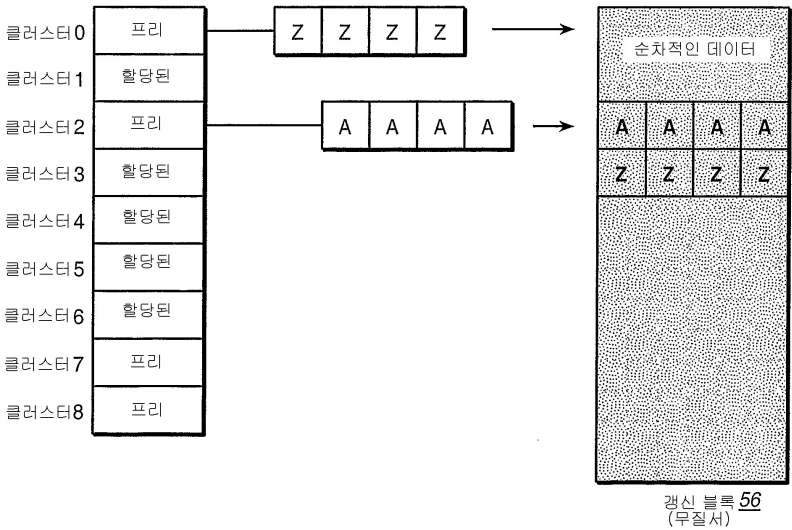 클러스터0 프리 Z Z Z Z 순차적인 데이터
클러스터1 할당된
클러스터2 프리 A A A A A A A A
클러스터3 할당된 Z Z Z Z
클러스터4 할당된
클러스터5 할당된
클러스터6 할당된
클러스터7 프리
클러스터8 프리
갱신 블록 56
(무질서)